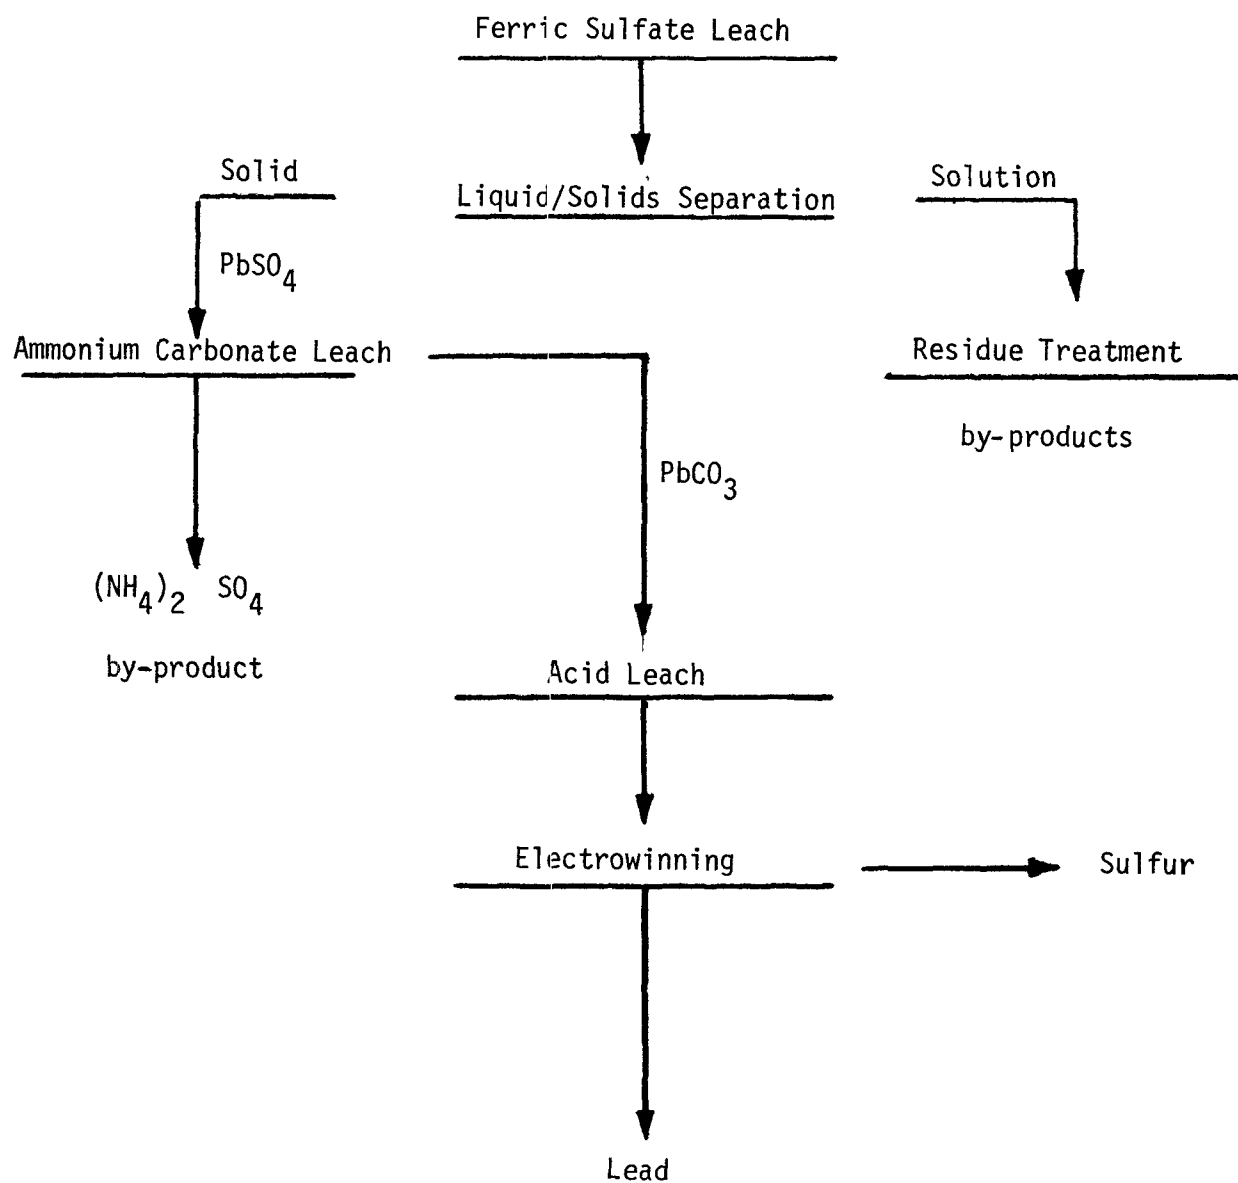 Ferric Sulfate Leach
Solid
Liquid/Solids Separation
Solution
PbSO4
Ammonium Carbonate Leach
Residue Treatment
by-products
PbCO3
(NH4)2 SO4
by-product
Acid Leach
Electrowinning
Sulfur
Lead